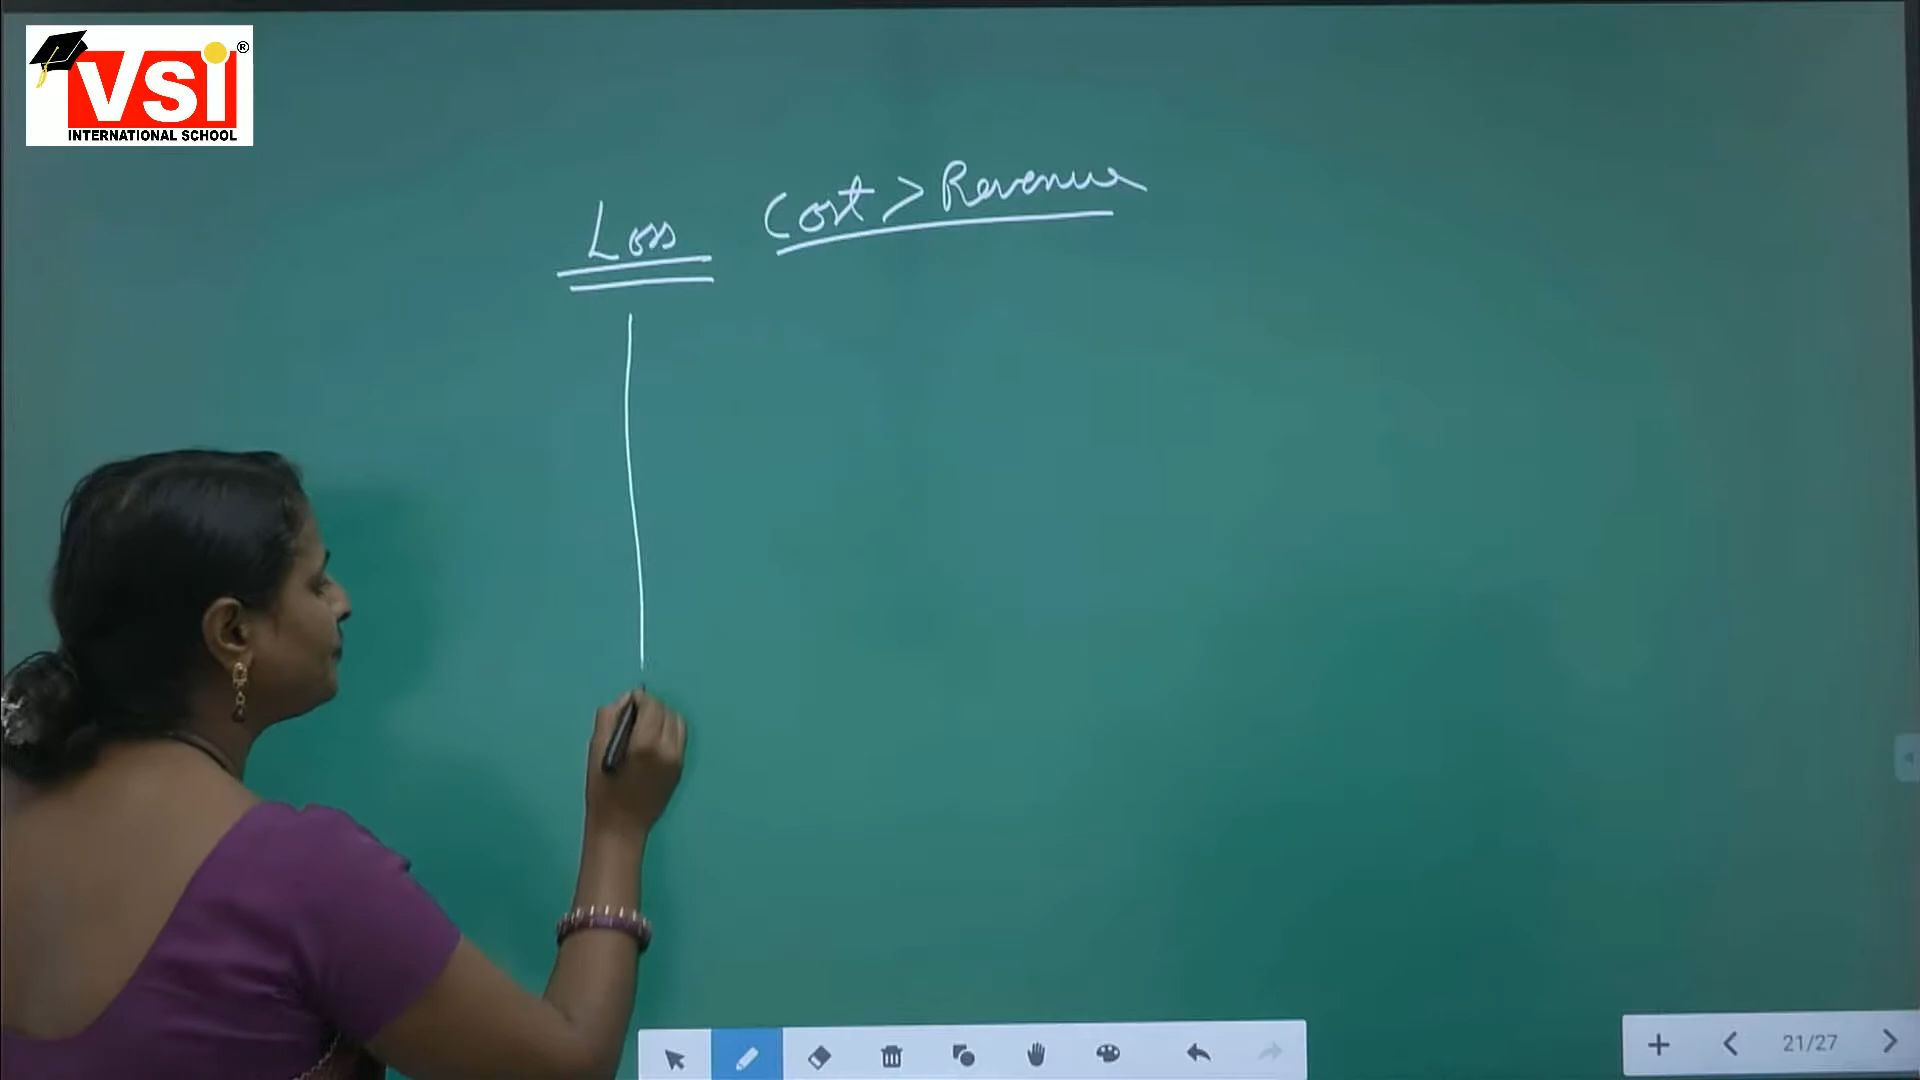 VSI ®
INTERNATIONAL SCHOOL
Loss Cost > Revenue
21/27